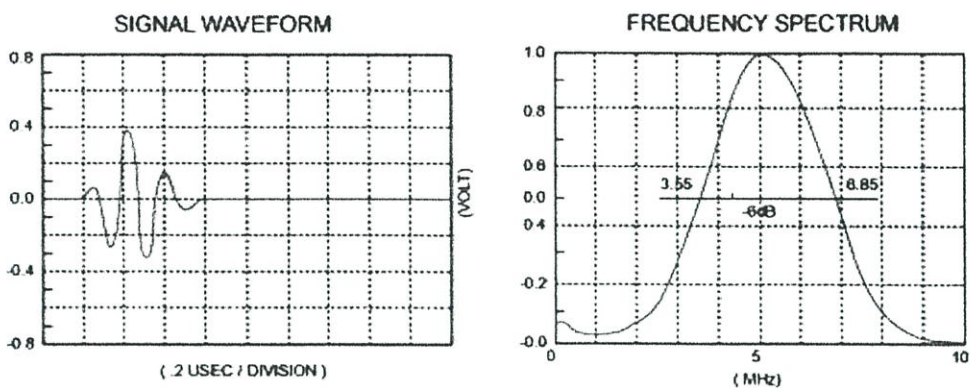 SIGNAL WAVEFORM
0.8
0.4
0.0
-0.4
-0.8
( .2 USEC / DIVISION )
FREQUENCY SPECTRUM
(VOLT)
1.0
0.8
0.6
0.0
0.4
-0.2
-0.0
3.55
6.85
-6dB
0
5
10
( MHz )